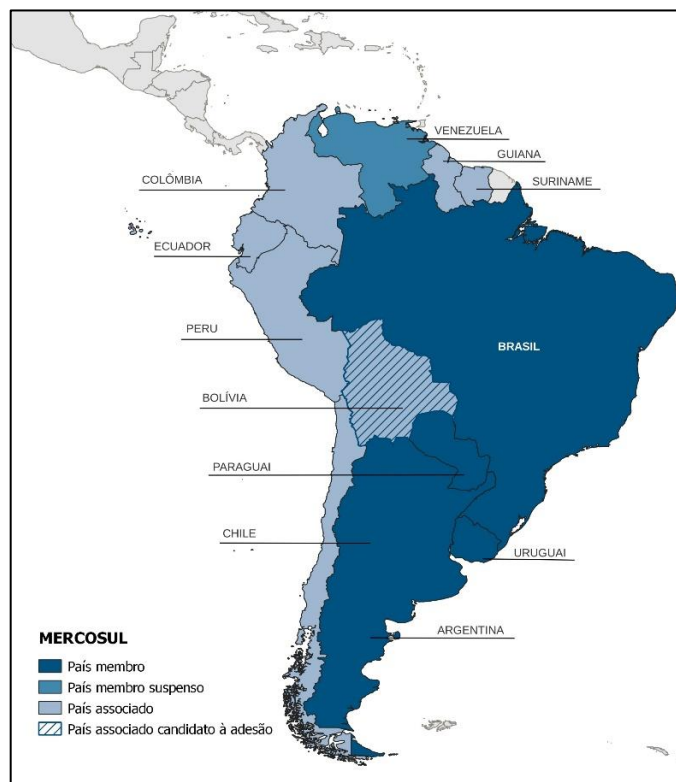 VENEZUELA
GUIANA
COLÔMBIA
SURINAME
ECUADOR
PERU
BRASIL
BOLÍVIA
PARAGUAI
CHILE
URUGUAI
ARGENTINA
MERCOSUL
País membro
País membro suspenso
País associado
País associado candidato à adesão